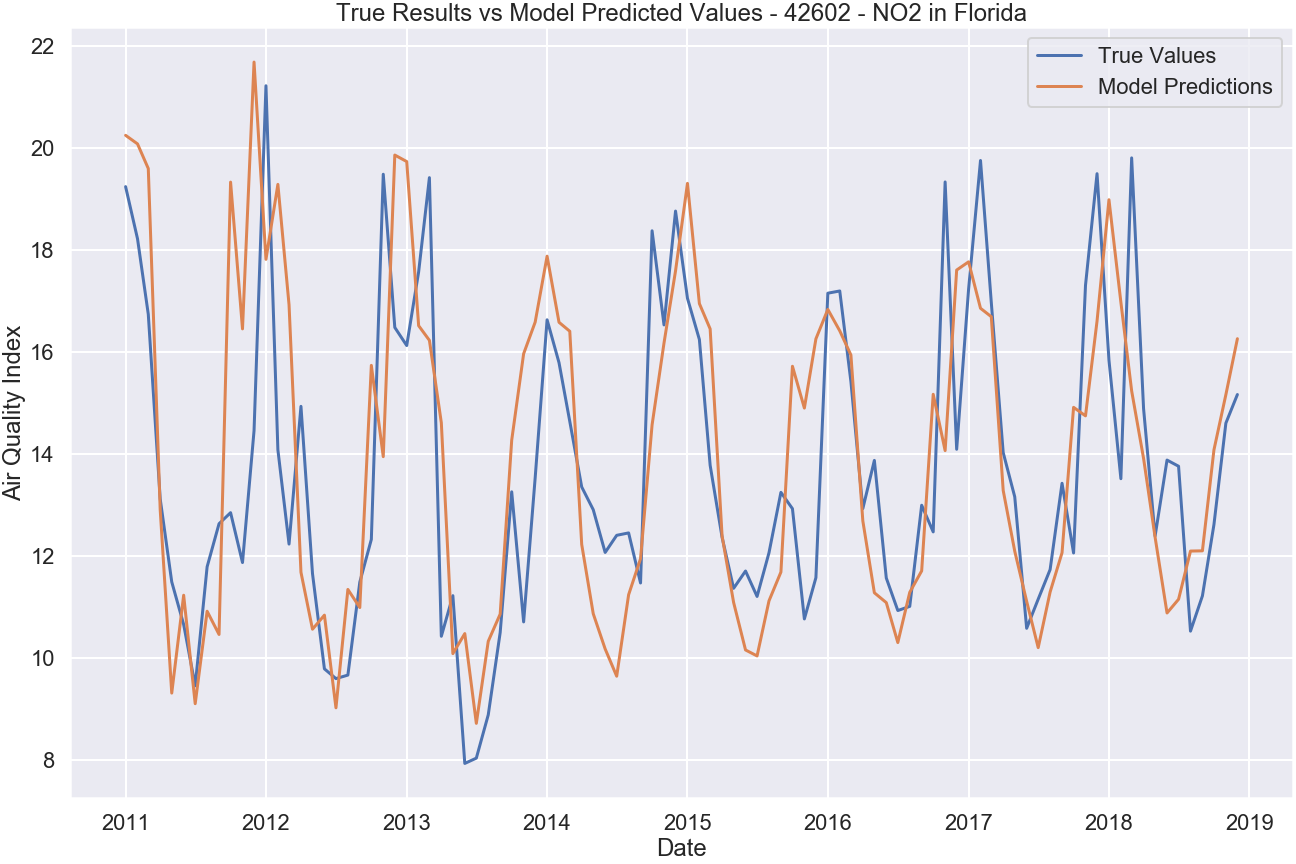 True Results vs Model Predicted Values - 42602 - NO2 in Florida
True Values
Model Predictions
Air Quality Index
22
20
18
16
14
12
10
8
2011 2012 2013 2014 2015 2016 2017 2018 2019
Date